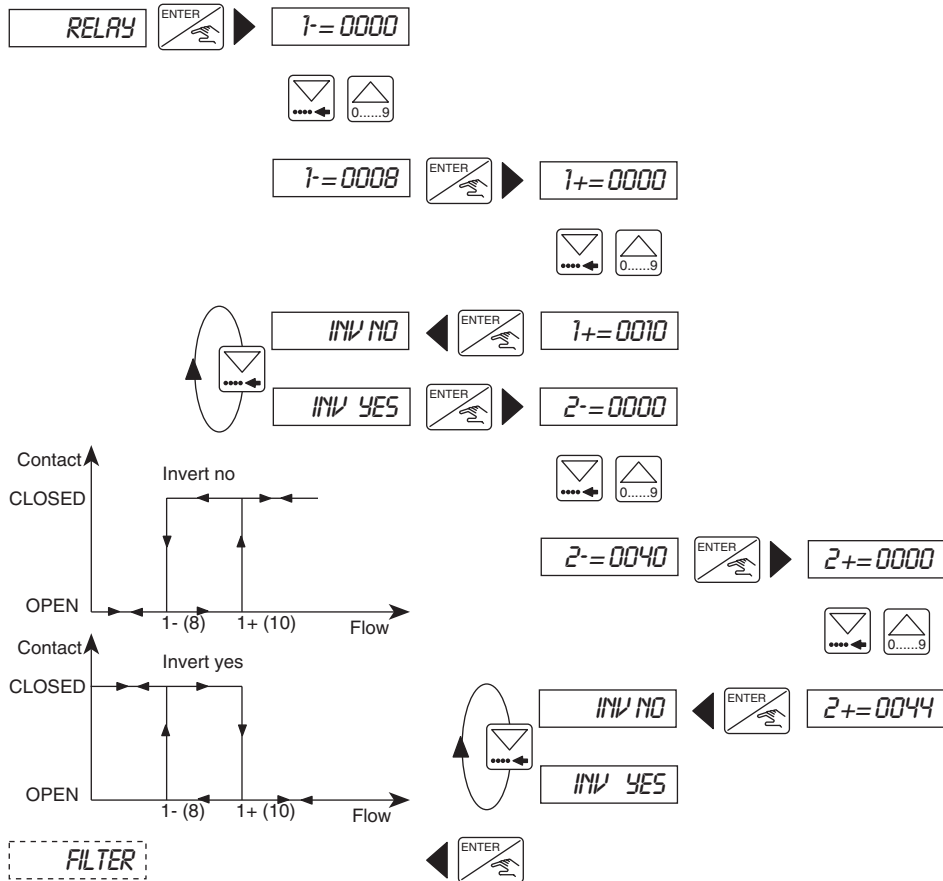 RELAY ENTER 1-= 0000
....
0......9
1-= 0008 ENTER 1+= 0000
....
0......9
INV NO ENTER 1+= 0010
....
INV YES ENTER 2-= 0000
....
0......9
Contact
Invert no
CLOSED
OPEN
1- (8) 1+ (10) Flow
2-= 0040 ENTER 2+= 0000
....
0......9
Contact
Invert yes
CLOSED
OPEN
1- (8) 1+ (10) Flow
INV NO ENTER 2+= 0044
....
INV YES
FILTER ENTER